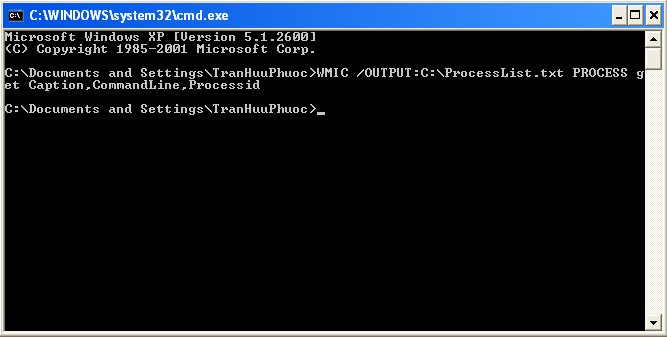 C:\WINDOWS\system32\cmd.exe
Microsoft Windows XP [Version 5.1.2600]
(C) Copyright 1985-2001 Microsoft Corp.
C:\Documents and Settings\TranHuuPhuoc>WMIC /OUTPUT:C:\ProcessList.txt PROCESS g
et Caption,CommandLine,Processid
C:\Documents and Settings\TranHuuPhuoc>_